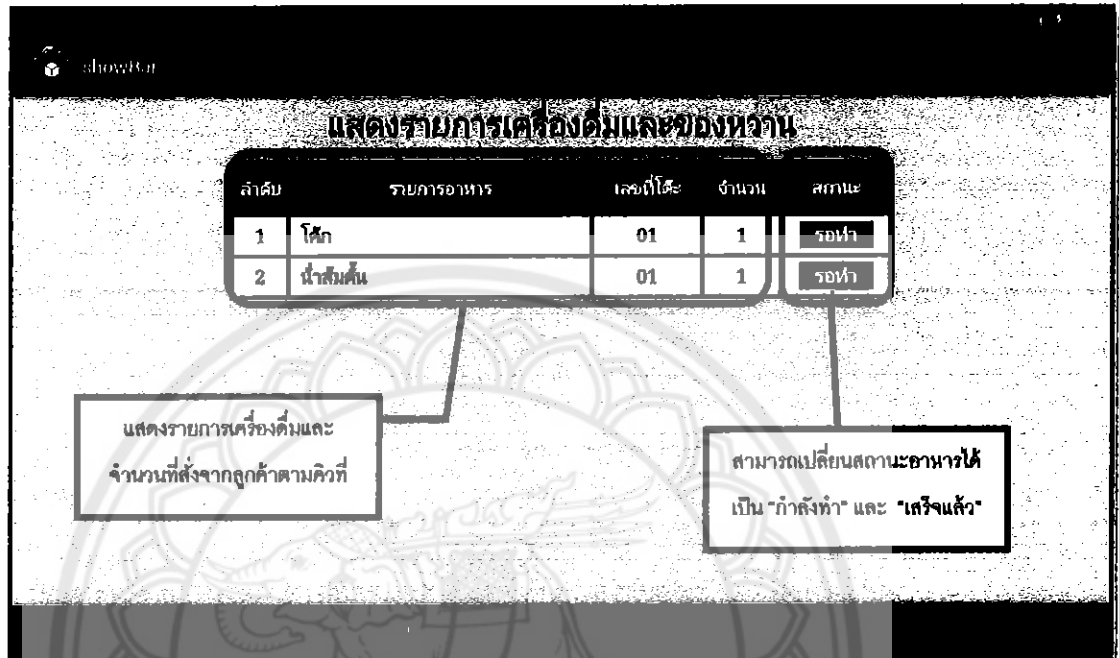 showBar
แสดงรายการเครื่องดื่มและของหวาน
ลำดับ รายการอาหาร เลขที่โต๊ะ จำนวน สถานะ
1 โค๊ก 01 1 รอทำ
2 น้ำส้มคั้น 01 1 รอทำ
แสดงรายการเครื่องดื่มและ
จำนวนที่สั่งจากลูกค้าตามคิวที่
สามารถเปลี่ยนสถานะอาหารได้
เป็น "กำลังทำ" และ "เสร็จแล้ว"